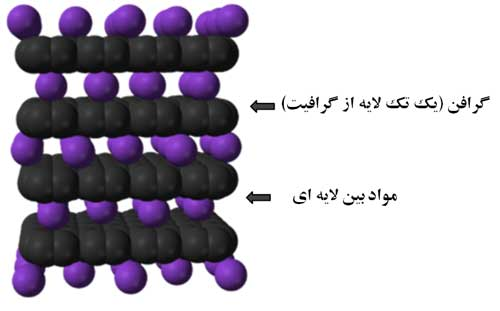 گرافن (یک تک لایه از گرافیت)
مواد بین لایه ای